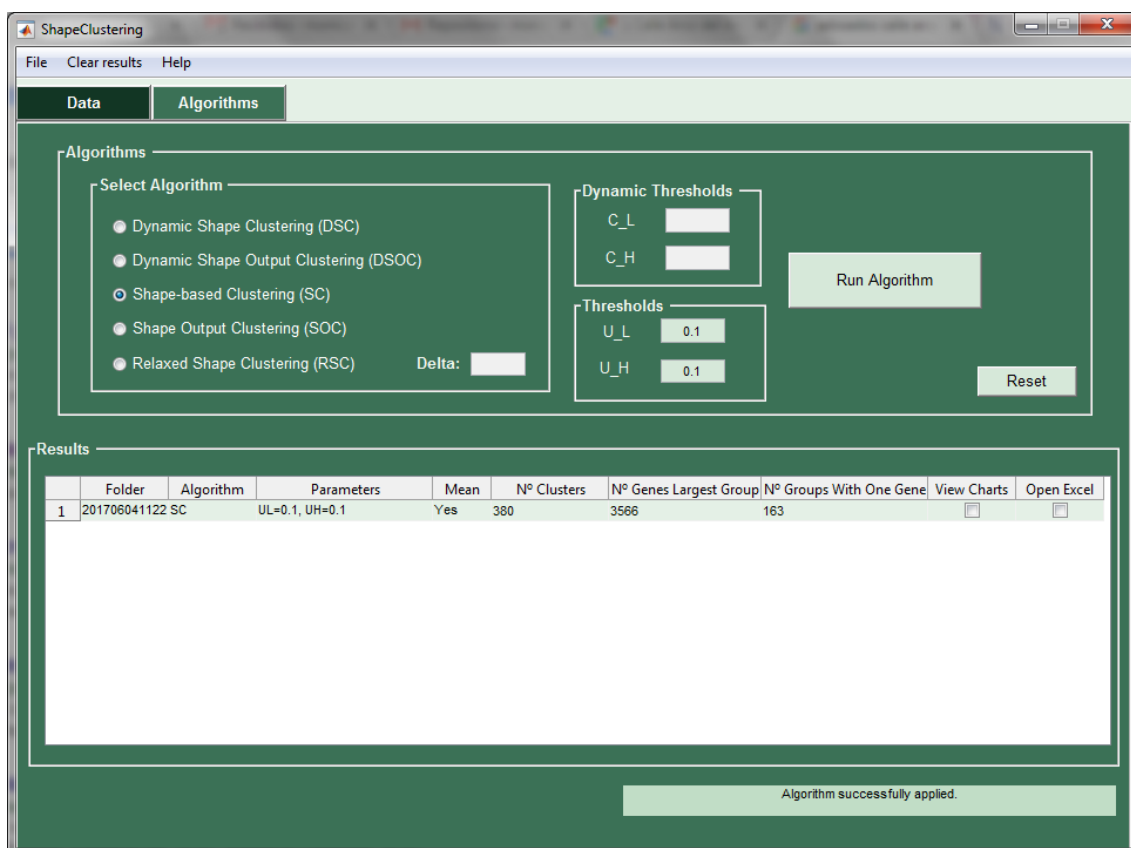 ShapeClustering
File Clear results Help
Data Algorithms
Algorithms
Select Algorithm
Dynamic Shape Clustering (DSC)
Dynamic Shape Output Clustering (DSOC)
Shape-based Clustering (SC)
Shape Output Clustering (SOC)
Relaxed Shape Clustering (RSC) Delta:
Dynamic Thresholds
C_L
C_H
Thresholds
U_L 0.1
U_H 0.1
Run Algorithm
Reset
Results
Folder Algorithm Parameters Mean Nº Clusters Nº Genes Largest Group Nº Groups With One Gene View Charts Open Excel
1 201706041122 SC UL=0.1, UH=0.1 Yes 380 3566 163
Algorithm successfully applied.